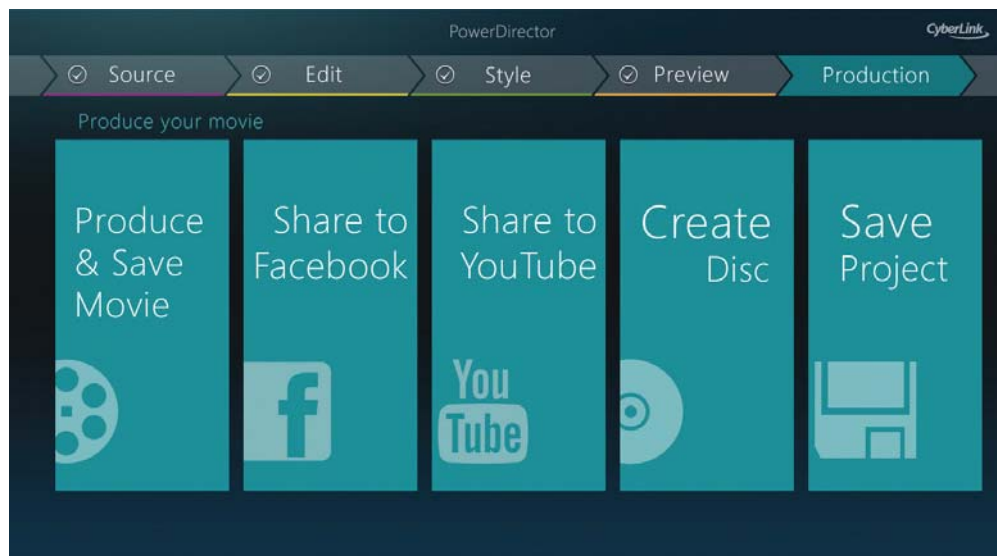 PowerDirector
CyberLink
Source Edit Style Preview Production
Produce your movie
Produce
& Save
Movie
Share to
Facebook
Share to
YouTube
Create
Disc
Save
Project
f
You
Tube